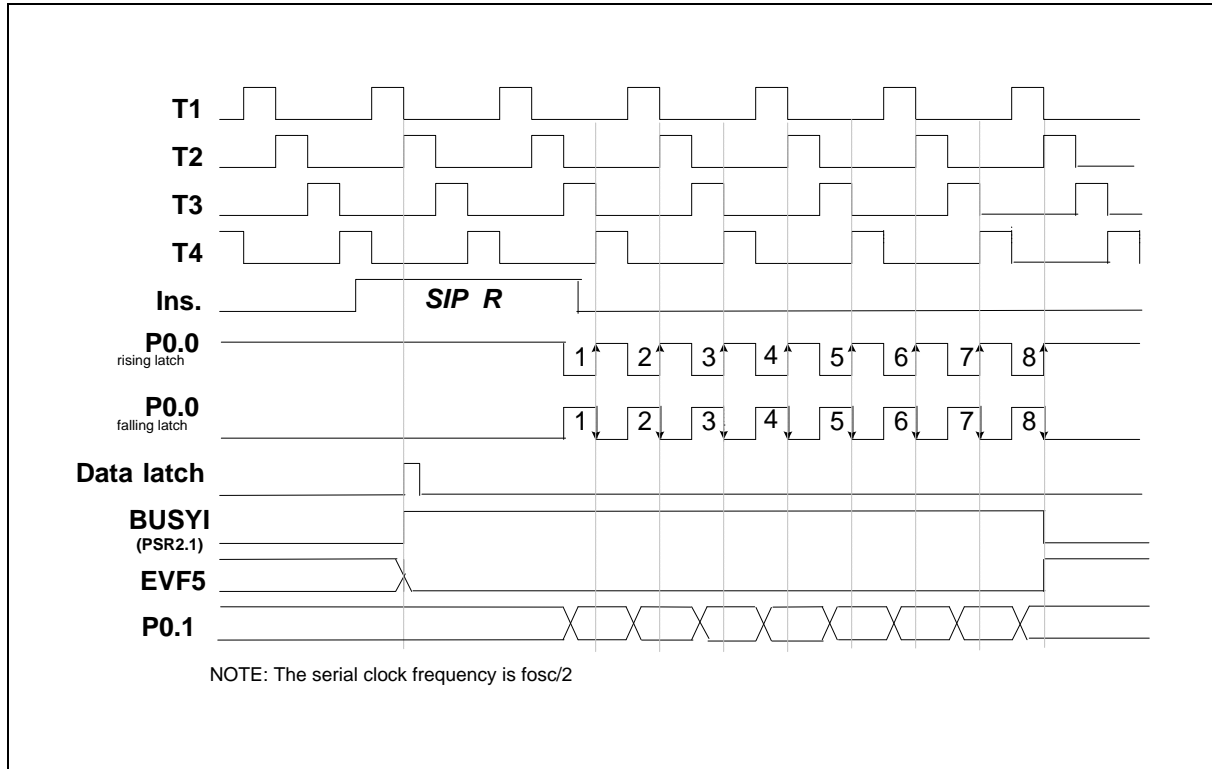 T1
T2
T3
T4
Ins. SIP R
P0.0
rising latch
1 2 3 4 5 6 7 8
P0.0
falling latch
1 2 3 4 5 6 7 8
Data latch
BUSYI
(PSR2.1)
EVF5
P0.1
NOTE: The serial clock frequency is fosc/2